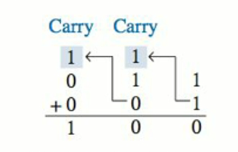 Carry Carry
1 1
0 1 1
+0 0 1
1 0 0